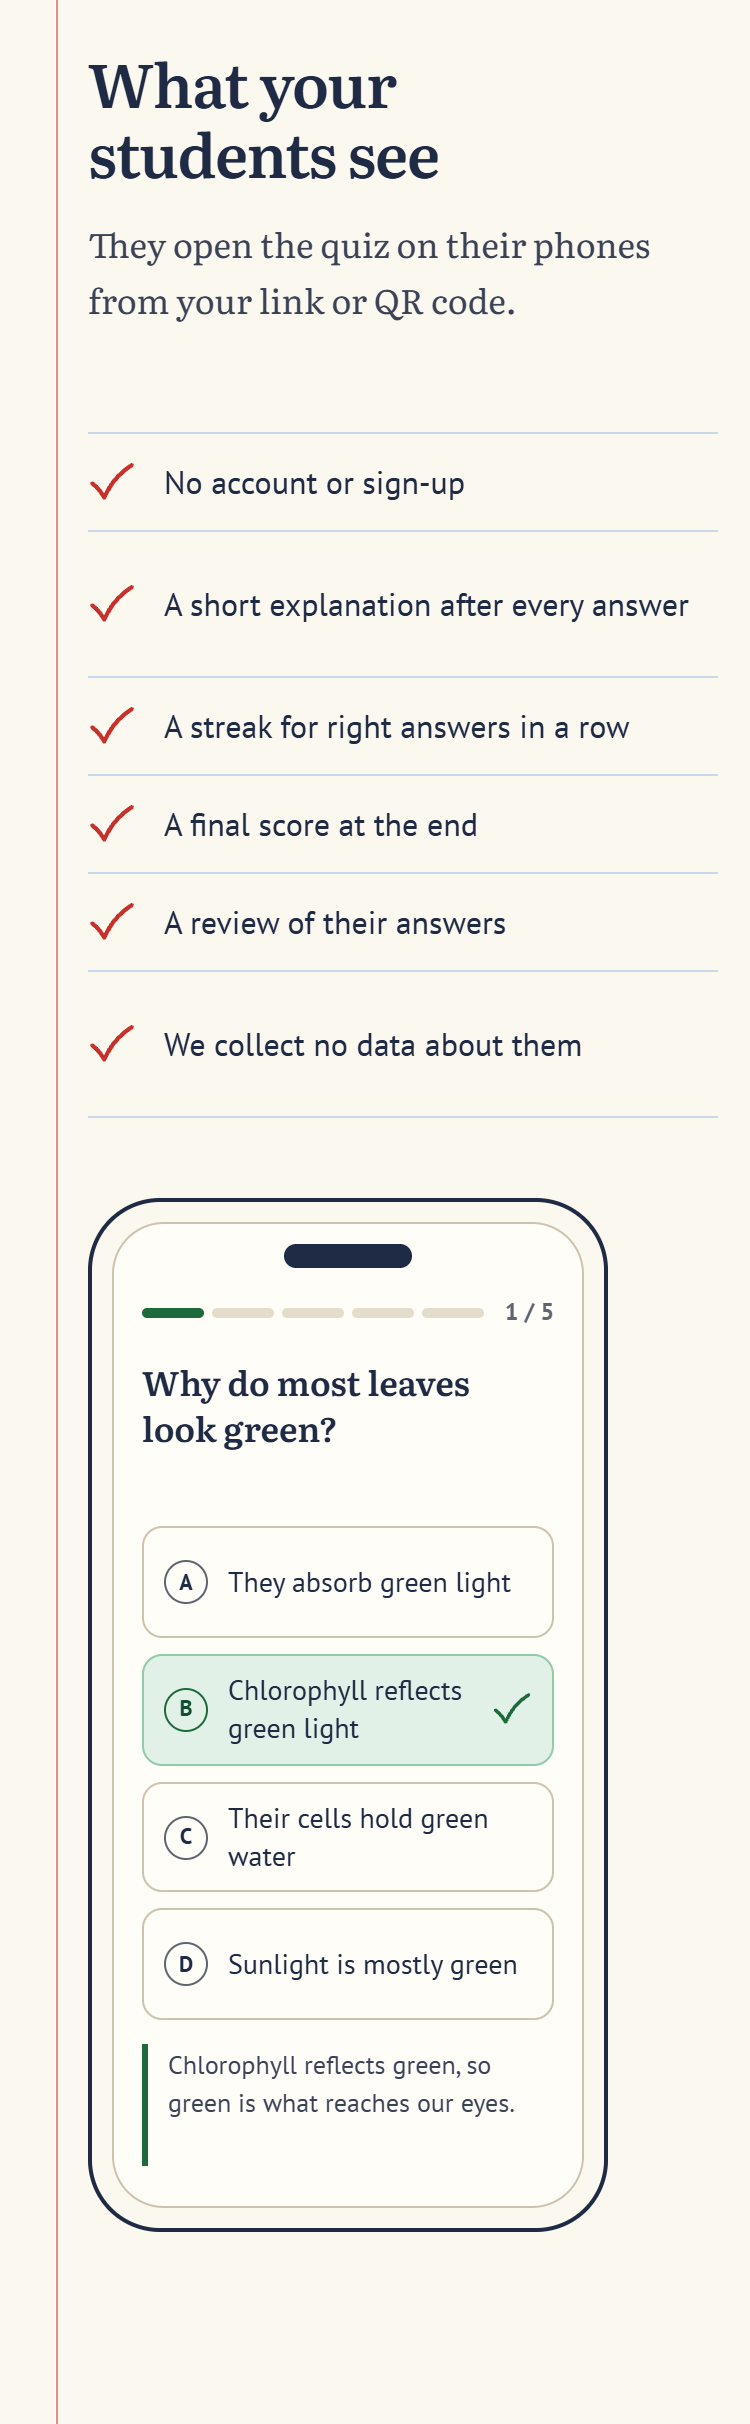 What your
students see
They open the quiz on their phones
from your link or QR code.
No account or sign-up
A short explanation after every answer
A streak for right answers in a row
A final score at the end
A review of their answers
We collect no data about them
1 / 5
Why do most leaves
look green?
A They absorb green light
B Chlorophyll reflects
green light
C Their cells hold green
water
D Sunlight is mostly green
Chlorophyll reflects green, so
green is what reaches our eyes.